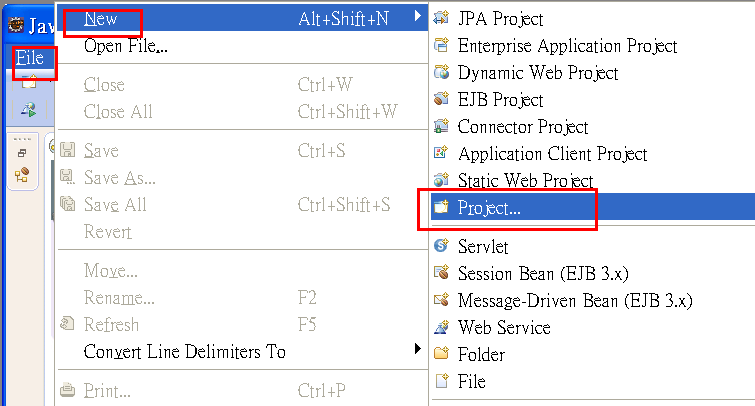 Jav
File
New Alt+Shift+N
Open File...
Close Ctrl+W
Close All Ctrl+Shift+W
Save Ctrl+S
Save As...
Save All Ctrl+Shift+S
Revert
Move...
Rename... F2
Refresh F5
Convert Line Delimiters To
Print... Ctrl+P
JPA Project
Enterprise Application Project
Dynamic Web Project
EJB Project
Connector Project
Application Client Project
Static Web Project
Project...
Servlet
Session Bean (EJB 3.x)
Message-Driven Bean (EJB 3.x)
Web Service
Folder
File